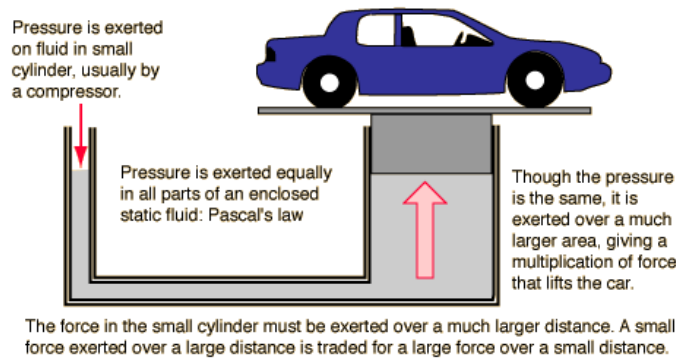 Pressure is exerted
on fluid in small
cylinder, usually by
a compressor.
Pressure is exerted equally
in all parts of an enclosed
static fluid: Pascal's law
Though the pressure
is the same, it is
exerted over a much
larger area, giving a
multiplication of force
that lifts the car.
The force in the small cylinder must be exerted over a much larger distance. A small
force exerted over a large distance is traded for a large force over a small distance.